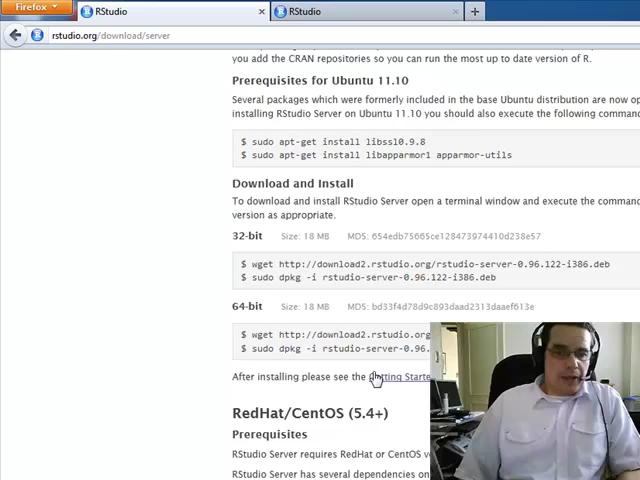 Firefox
RStudio
RStudio
rstudio.org/download/server
you add the CRAN repositories so you can run the most up to date version of R.
Prerequisites for Ubuntu 11.10
Several packages which were formerly included in the base Ubuntu distribution are now op
installing RStudio Server on Ubuntu 11.10 you should also execute the following comman
$ sudo apt-get install libssl0.9.8
$ sudo apt-get install libapparmor1 apparmor-utils
Download and Install
To download and install RStudio Server open a terminal window and execute the comman
version as appropriate.
32-bit Size: 18 MB MD5: 654edb75665ce128473974410d238e57
$ wget http://download2.rstudio.org/rstudio-server-0.96.122-i386.deb
$ sudo dpkg -i rstudio-server-0.96.122-i386.deb
64-bit Size: 18 MB MD5: bd33f4d78d9c893daad2313daaef613e
$ wget http://download2.rstudio.org
$ sudo dpkg -i rstudio-server-0.96.
After installing please see the Getting Starte
RedHat/CentOS (5.4+)
Prerequisites
RStudio Server requires RedHat or CentOS ve
RStudio Server has several dependencies on